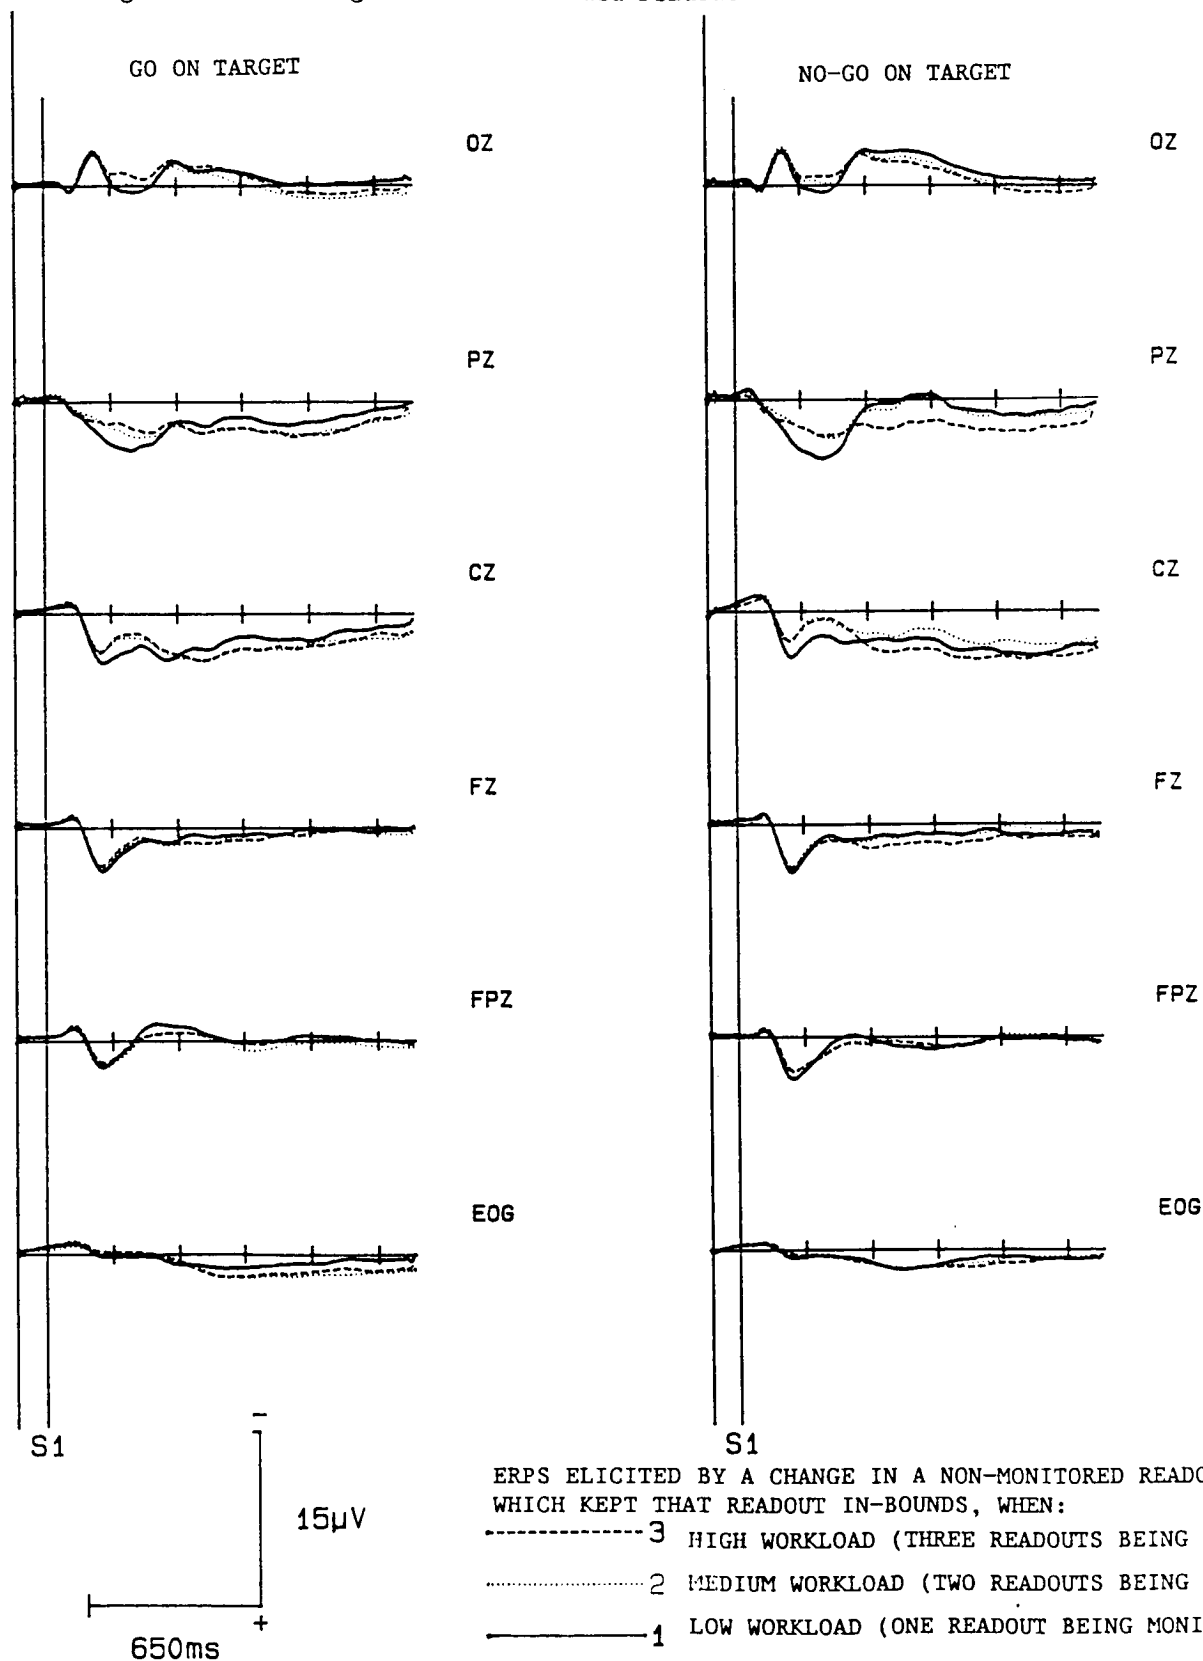 GO ON TARGET
NO-GO ON TARGET
OZ
OZ
PZ
PZ
CZ
CZ
FZ
FZ
FPZ
FPZ
EOG
EOG
S1
S1
−
15µV
+
650ms
ERPS ELICITED BY A CHANGE IN A NON-MONITORED
WHICH KEPT THAT READOUT IN-BOUNDS, WHEN:
3 HIGH WORKLOAD (THREE READOUTS BEING
2 MEDIUM WORKLOAD (TWO READOUTS BEING
1 LOW WORKLOAD (ONE READOUT BEING